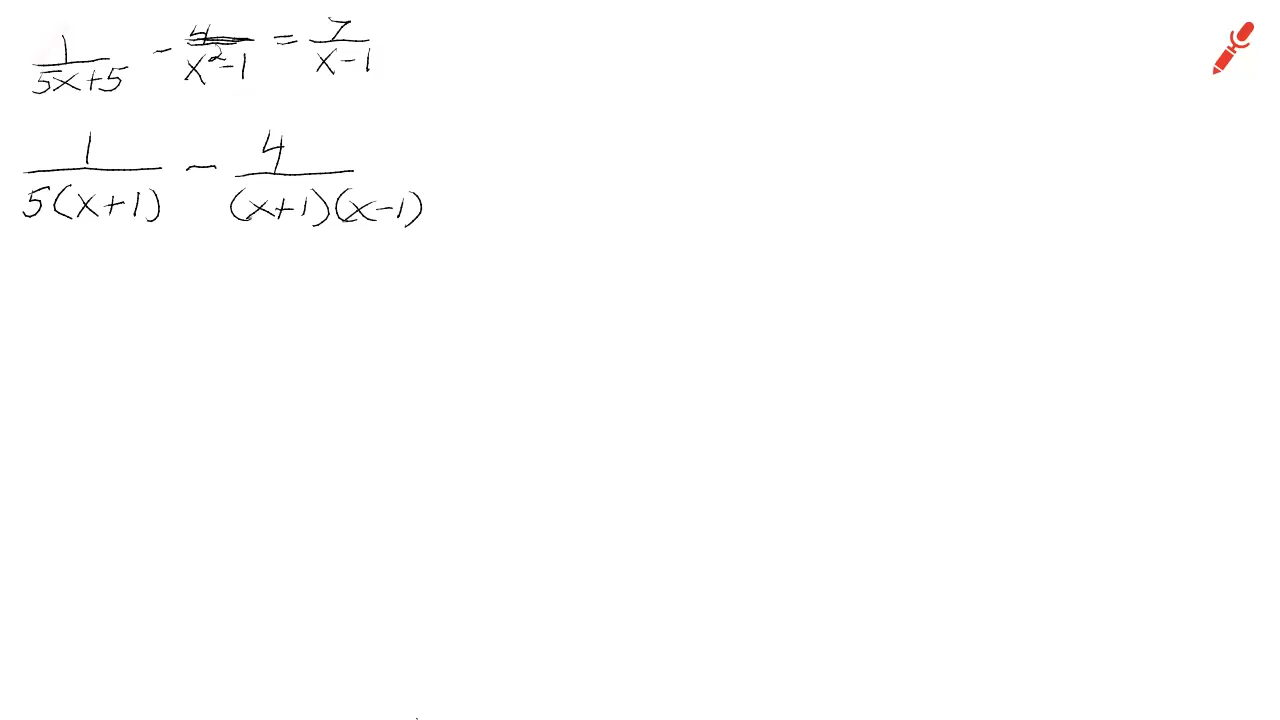 1/(5x+5) - 4/(x²-1) = 7/(x-1)
1/(5(x+1)) - 4/((x+1)(x-1))